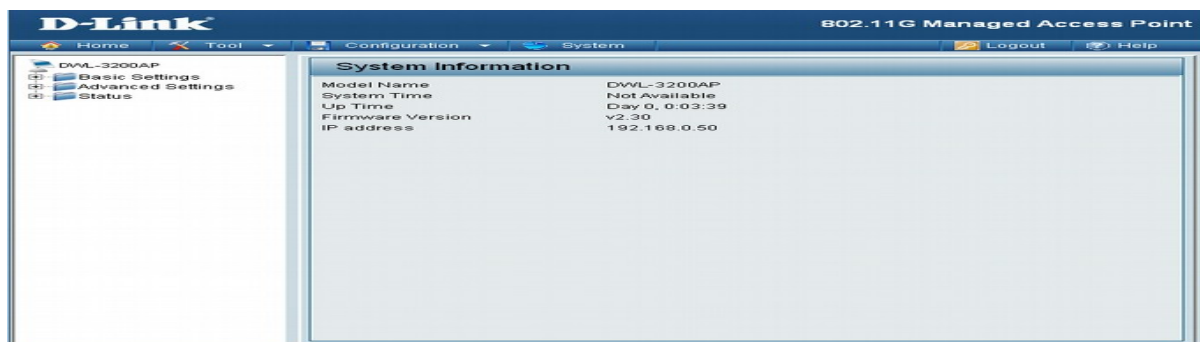 D-Link
802.11G Managed Access Point
Home Tool Configuration System Logout Help
DWL-3200AP
Basic Settings
Advanced Settings
Status
System Information
Model Name DWL-3200AP
System Time Not Available
Up Time Day 0, 0:03:39
Firmware Version v2.30
IP address 192.168.0.50